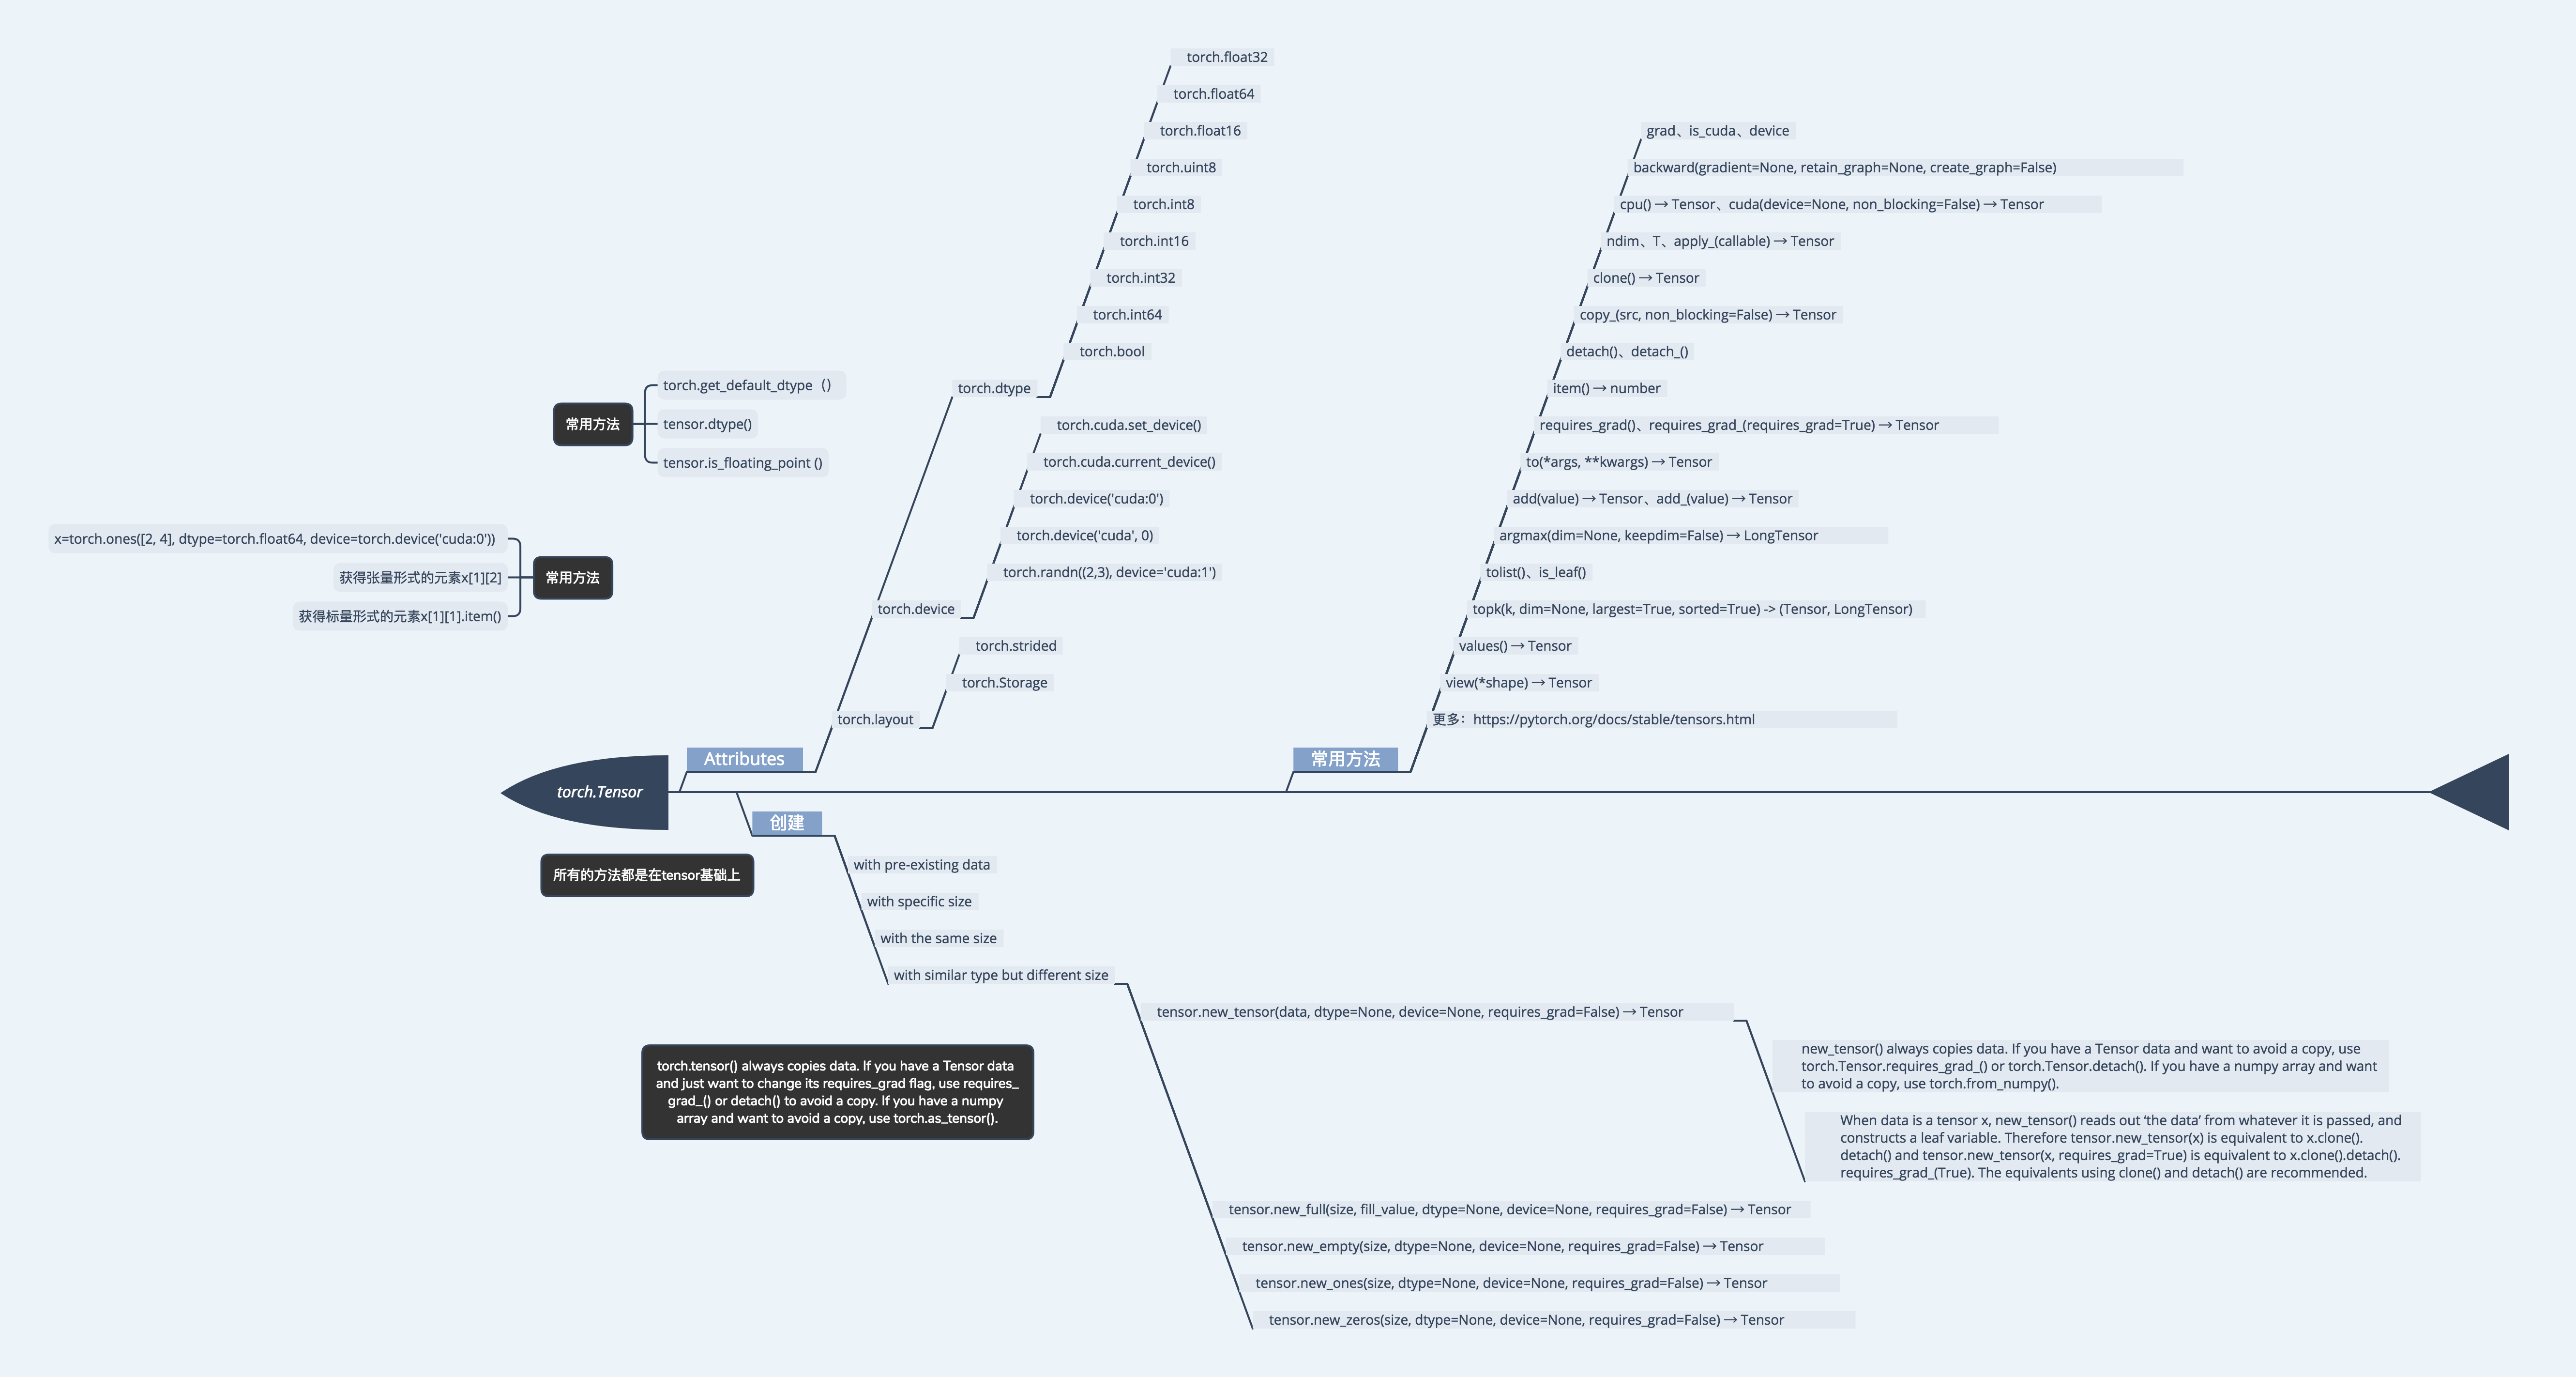 torch.float32
torch.float64
torch.float16
torch.uint8
torch.int8
torch.int16
torch.int32
torch.int64
torch.bool
torch.dtype
torch.cuda.set_device()
torch.cuda.current_device()
torch.device('cuda:0')
torch.device('cuda', 0)
torch.randn((2,3), device='cuda:1')
torch.device
torch.strided
torch.Storage
torch.layout
Attributes
grad、is_cuda、device
backward(gradient=None, retain_graph=None, create_graph=False)
cpu() → Tensor、cuda(device=None, non_blocking=False) → Tensor
ndim、T、apply_(callable) → Tensor
clone() → Tensor
copy_(src, non_blocking=False) → Tensor
detach()、detach_()
item() → number
requires_grad()、requires_grad_(requires_grad=True) → Tensor
to(*args, **kwargs) → Tensor
add(value) → Tensor、add_(value) → Tensor
argmax(dim=None, keepdim=False) → LongTensor
tolist()、is_leaf()
topk(k, dim=None, largest=True, sorted=True) -> (Tensor, LongTensor)
values() → Tensor
view(*shape) → Tensor
更多：https://pytorch.org/docs/stable/tensors.html
常用方法
常用方法
torch.get_default_dtype（）
tensor.dtype()
tensor.is_floating_point ()
x=torch.ones([2, 4], dtype=torch.float64, device=torch.device('cuda:0'))
获得张量形式的元素x[1][2]
获得标量形式的元素x[1][1].item()
常用方法
torch.Tensor
创建
所有的方法都是在tensor基础上
with pre-existing data
with specific size
with the same size
with similar type but different size
tensor.new_tensor(data, dtype=None, device=None, requires_grad=False) → Tensor
new_tensor() always copies data. If you have a Tensor data and want to avoid a copy, use
torch.Tensor.requires_grad_() or torch.Tensor.detach(). If you have a numpy array and want
to avoid a copy, use torch.from_numpy().
When data is a tensor x, new_tensor() reads out ‘the data’ from whatever it is passed, and
constructs a leaf variable. Therefore tensor.new_tensor(x) is equivalent to x.clone().
detach() and tensor.new_tensor(x, requires_grad=True) is equivalent to x.clone().detach().
requires_grad_(True). The equivalents using clone() and detach() are recommended.
torch.tensor() always copies data. If you have a Tensor data
and just want to change its requires_grad flag, use requires_
grad_() or detach() to avoid a copy. If you have a numpy
array and want to avoid a copy, use torch.as_tensor().
tensor.new_full(size, fill_value, dtype=None, device=None, requires_grad=False) → Tensor
tensor.new_empty(size, dtype=None, device=None, requires_grad=False) → Tensor
tensor.new_ones(size, dtype=None, device=None, requires_grad=False) → Tensor
tensor.new_zeros(size, dtype=None, device=None, requires_grad=False) → Tensor